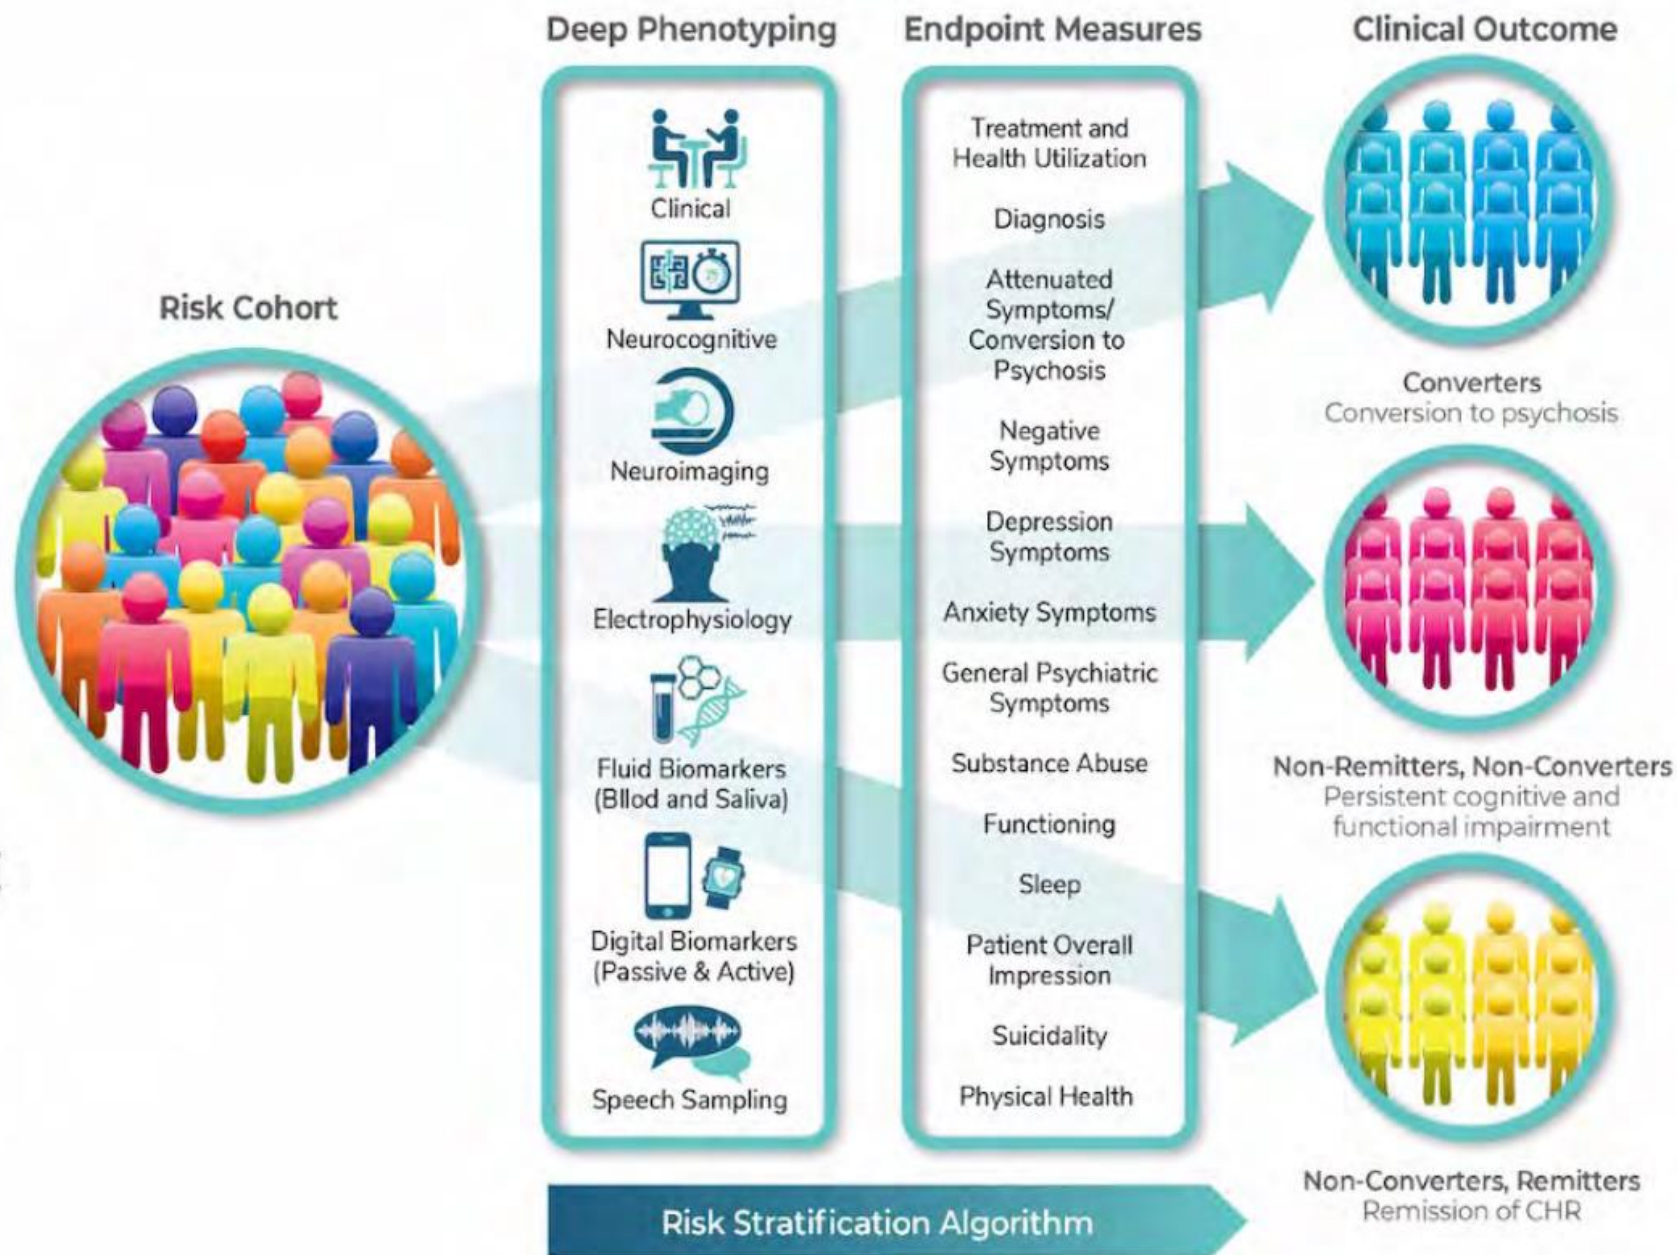 Deep Phenotyping
Endpoint Measures
Clinical Outcome
Risk Cohort
Clinical
Neurocognitive
Neuroimaging
Electrophysiology
Fluid Biomarkers
(Bllod and Saliva)
Digital Biomarkers
(Passive & Active)
Speech Sampling
Treatment and
Health Utilization
Diagnosis
Attenuated
Symptoms/
Conversion to
Psychosis
Negative
Symptoms
Depression
Symptoms
Anxiety Symptoms
General Psychiatric
Symptoms
Substance Abuse
Functioning
Sleep
Patient Overall
Impression
Suicidality
Physical Health
Converters
Conversion to psychosis
Non-Remitters, Non-Converters
Persistent cognitive and
functional impairment
Non-Converters, Remitters
Remission of CHR
Risk Stratification Algorithm